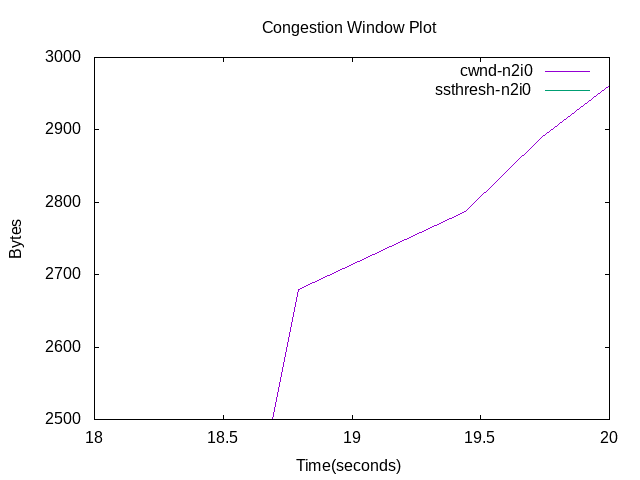 Congestion Window Plot
3000
cwnd-n2i0
ssthresh-n2i0
2900
2800
Bytes
2700
2600
2500
18 18.5 19 19.5 20
Time(seconds)